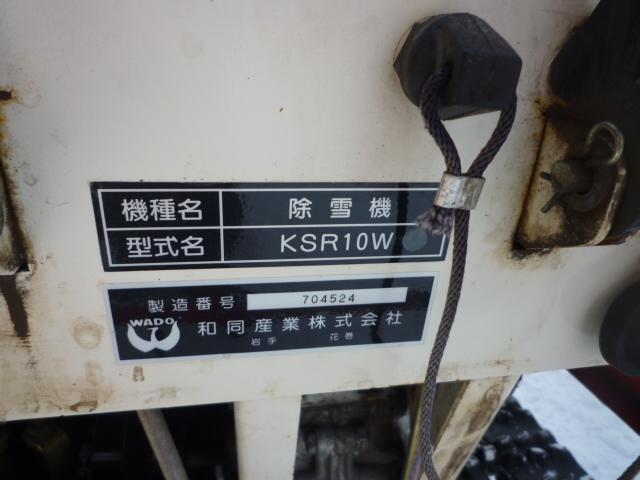 機種名 除雪機
型式名 KSR10W
製造番号 704524
WADO 和同産業株式会社
岩手 花巻